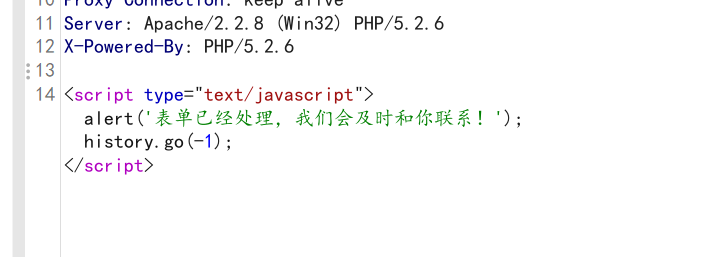 10 Proxy-Connection: keep-alive
11 Server: Apache/2.2.8 (Win32) PHP/5.2.6
12 X-Powered-By: PHP/5.2.6
13
14 <script type="text/javascript">
alert('表单已经处理，我们会及时和你联系！');
history.go(-1);
</script>